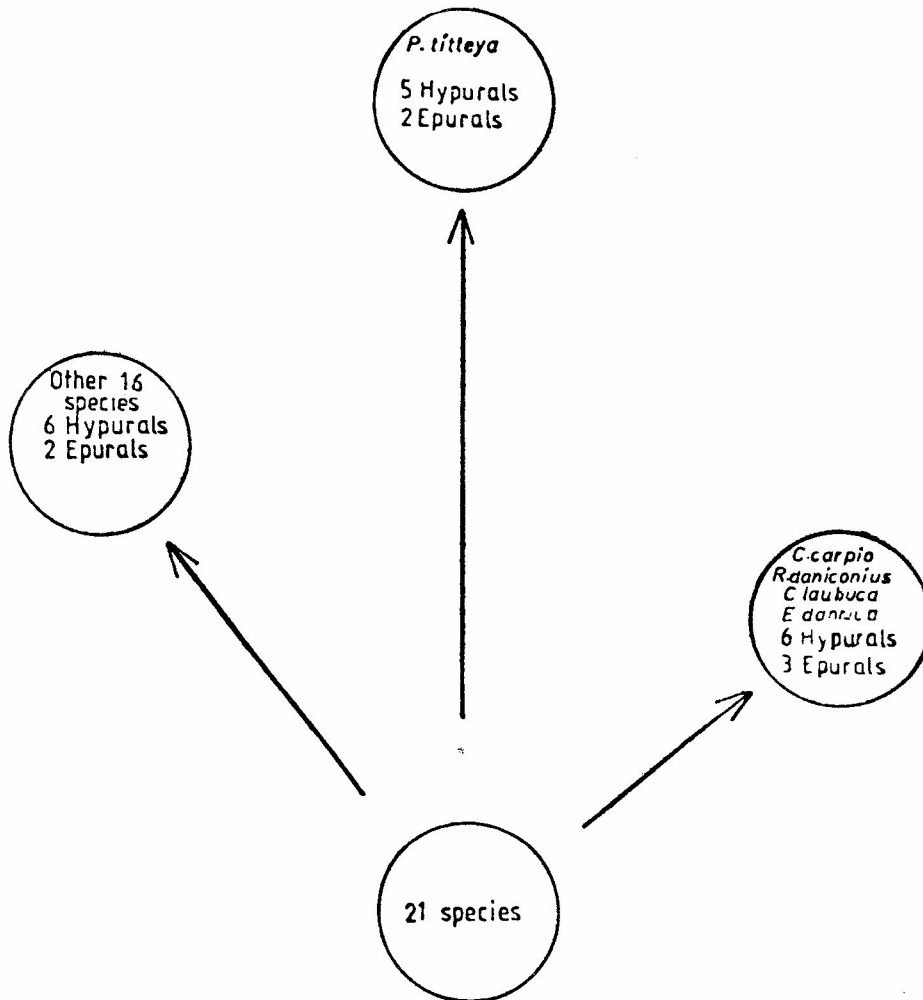 P. titteya
5 Hypurals
2 Epurals
Other 16
species
6 Hypurals
2 Epurals
C. carpio
R. daniconius
C laubuca
E
6 Hypurals
3 Epurals
21 species